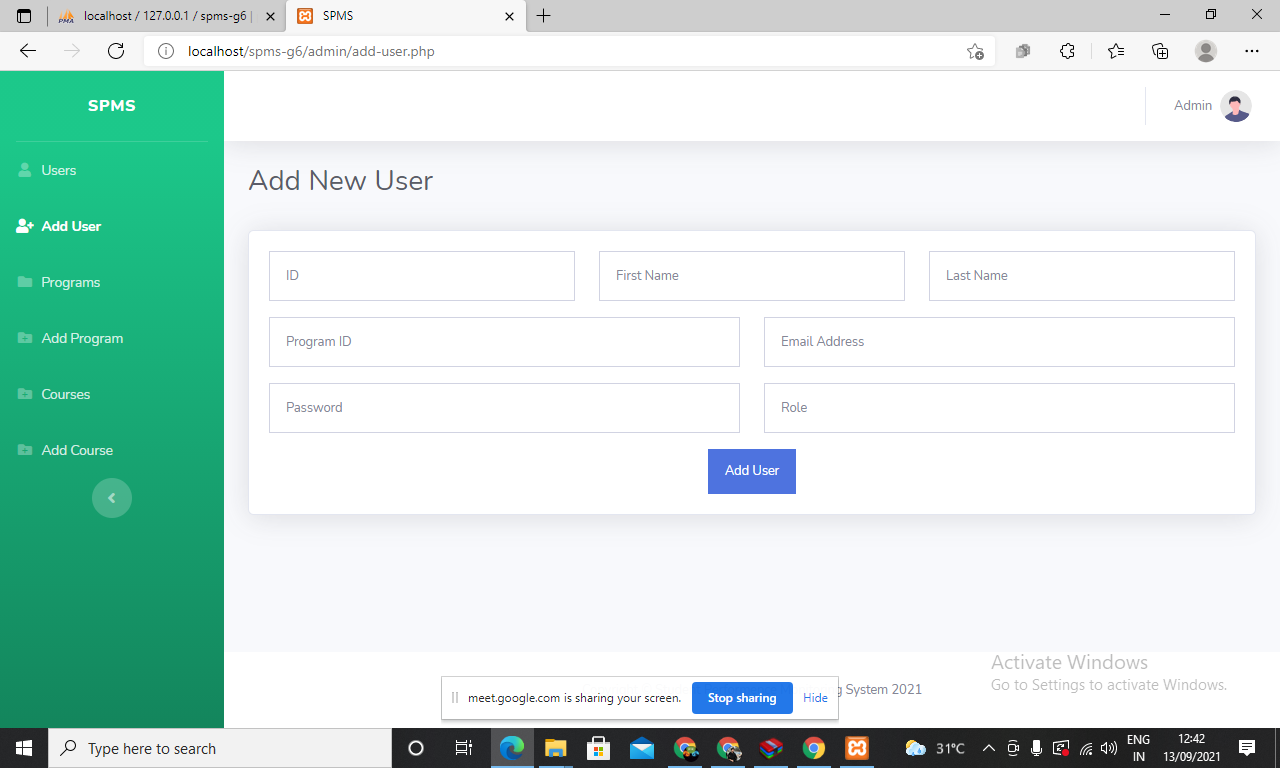 localhost / 127.0.0.1 / spms-g6 |
SPMS
localhost/spms-g6/admin/add-user.php
SPMS
Admin
Users
Add New User
Add User
ID
First Name
Last Name
Programs
Program ID
Email Address
Add Program
Courses
Password
Role
Add Course
Add User
Activate Windows
Go to Settings to activate Windows.
meet.google.com is sharing your screen.
Stop sharing
Hide
System 2021
Type here to search
31°C
ENG
IN
12:42
13/09/2021